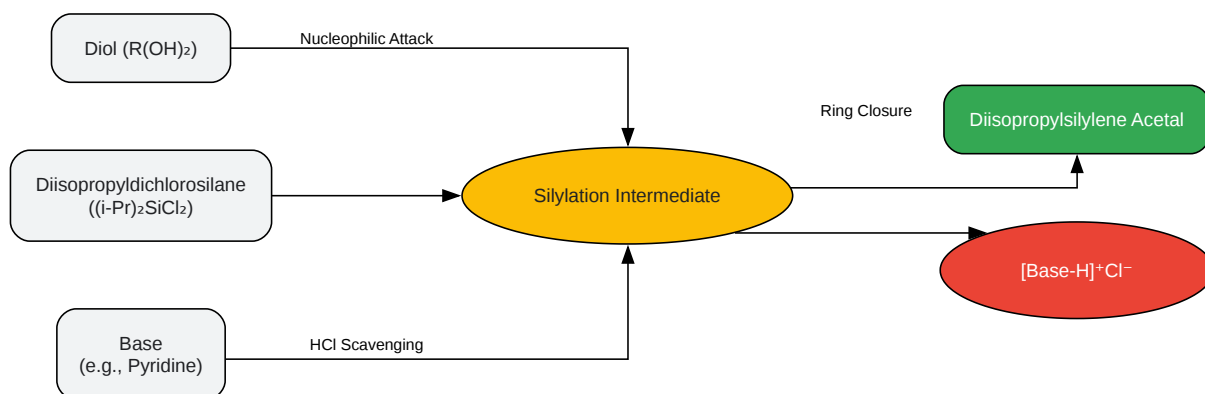 Diol (R(OH)₂)
Nucleophilic Attack
Diisopropyldichlorosilane
((i-Pr)₂SiCl₂)
Base
(e.g., Pyridine)
HCl Scavenging
Silylation Intermediate
Ring Closure
Diisopropylsilylene Acetal
[Base-H]⁺Cl⁻